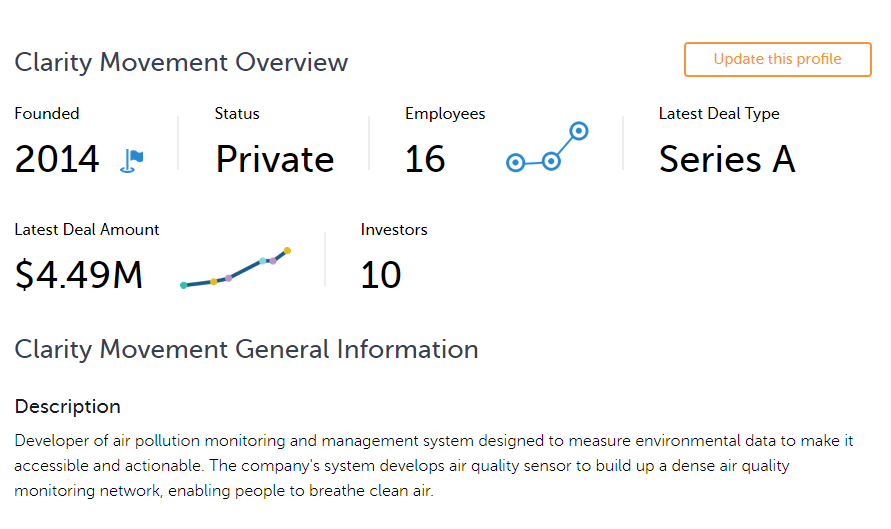 Clarity Movement Overview
Update this profile
Founded
Status
Employees
Latest Deal Type
2014
Private
16
Series A
Latest Deal Amount
Investors
$4.49M
10
Clarity Movement General Information
Description
Developer of air pollution monitoring and management system designed to measure environmental data to make it
accessible and actionable. The company's system develops air quality sensor to build up a dense air quality
monitoring network, enabling people to breathe clean air.